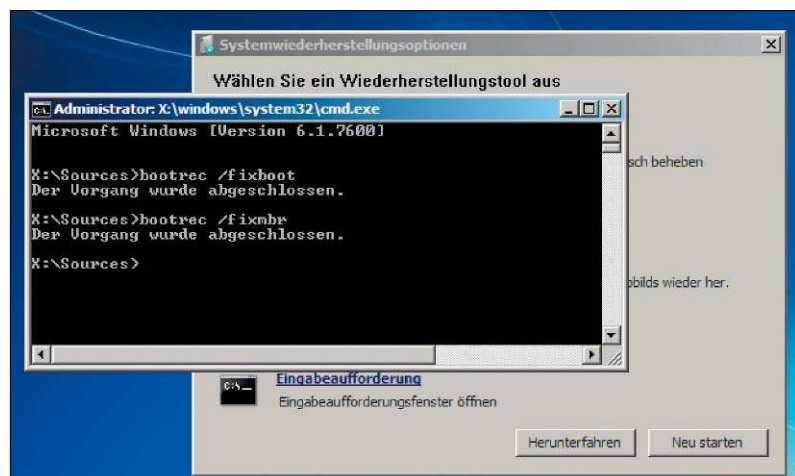 Systemwiederherstellungsoptionen
Wählen Sie ein Wiederherstellungstool aus
Administrator: X:\windows\system32\cmd.exe
Microsoft Windows [Version 6.1.7600]
X:\Sources>bootrec /fixboot
Der Vorgang wurde abgeschlossen.
X:\Sources>bootrec /fixmbr
Der Vorgang wurde abgeschlossen.
X:\Sources>
beheben
wieder her.
Eingabeaufforderung
Eingabeaufforderungsfenster öffnen
Herunterfahren
Neu starten